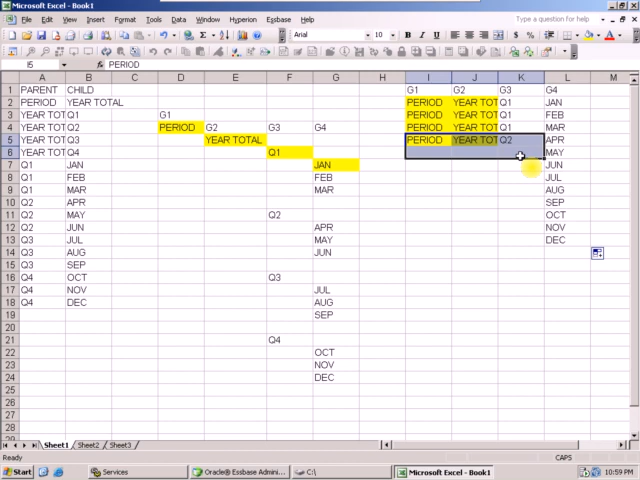 Microsoft Excel - Book1
File Edit View Insert Format Tools Data Window Hyperion Essbase Help
Type a question for help
Arial 10 B I U $ %
I5 fx PERIOD
A B C D E F G H I J K L M
1 PARENT CHILD G1 G2 G3 G4
2 PERIOD YEAR TOTAL PERIOD YEAR TOT Q1 JAN
3 YEAR TOT Q1 G1 PERIOD YEAR TOT Q1 FEB
4 YEAR TOT Q2 PERIOD G2 G3 G4 PERIOD YEAR TOT Q1 MAR
5 YEAR TOT Q3 YEAR TOTAL PERIOD YEAR TOT Q2 APR
6 YEAR TOT Q4 Q1 MAY
7 Q1 JAN JAN JUN
8 Q1 FEB FEB JUL
9 Q1 MAR MAR AUG
10 Q2 APR SEP
11 Q2 MAY Q2 OCT
12 Q2 JUN APR NOV
13 Q3 JUL MAY DEC
14 Q3 AUG JUN
15 Q3 SEP
16 Q4 OCT Q3
17 Q4 NOV JUL
18 Q4 DEC AUG
19 SEP
20
21 Q4
22 OCT
23 NOV
24 DEC
25
26
27
28
29
Sheet1 Sheet2 Sheet3
Ready CAPS
Start Services Oracle® Essbase Admini... C:\ Microsoft Excel - Book1 10:59 PM